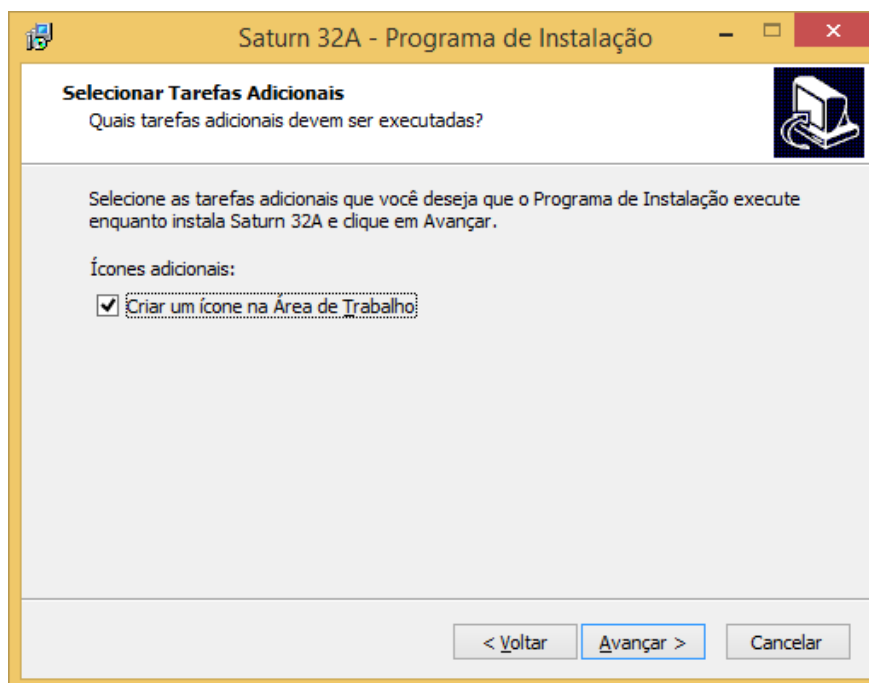 Saturn 32A - Programa de Instalação
Selecionar Tarefas Adicionais
Quais tarefas adicionais devem ser executadas?
Selecione as tarefas adicionais que você deseja que o Programa de Instalação execute
enquanto instala Saturn 32A e clique em Avançar.
Ícones adicionais:
Criar um ícone na Área de Trabalho
< Voltar
Avançar >
Cancelar